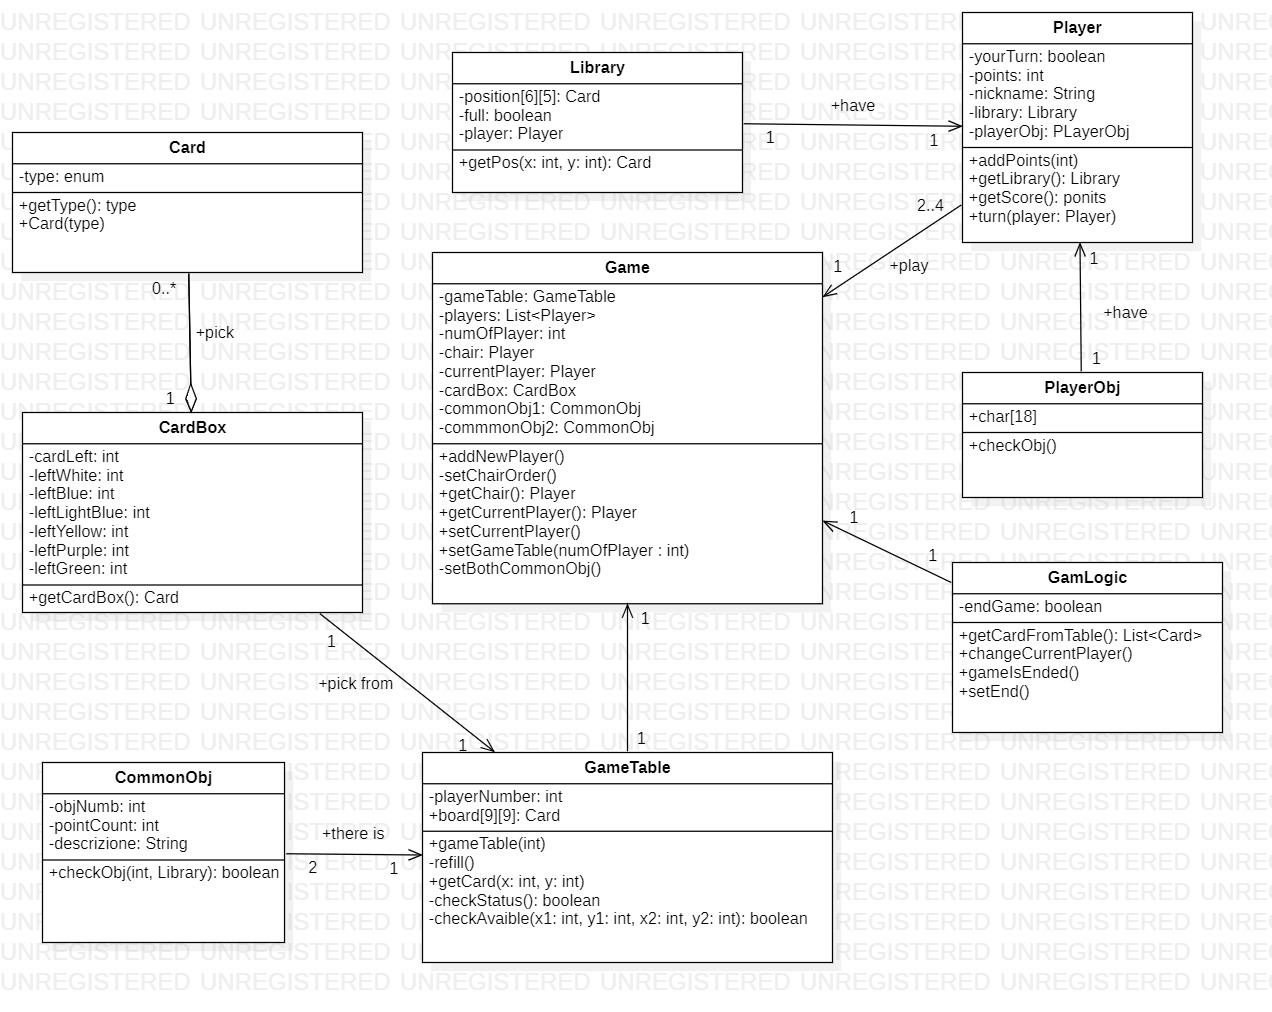 Player
-yourTurn: boolean
-points: int
-nickname: String
-library: Library
-playerObj: PLayerObj
+addPoints(int)
+getLibrary(): Library
+getScore(): ponits
+turn(player: Player)
Library
-position[6][5]: Card
-full: boolean
-player: Player
+getPos(x: int, y: int): Card
+have
1
1
Card
-type: enum
+getType(): type
+Card(type)
0..*
+pick
1
2..4
+play
1
1
+have
1
Game
-gameTable: GameTable
-players: List<Player>
-numOfPlayer: int
-chair: Player
-currentPlayer: Player
-cardBox: CardBox
-commonObj1: CommonObj
-commmonObj2: CommonObj
+addNewPlayer()
-setChairOrder()
+getChair(): Player
+getCurrentPlayer(): Player
+setCurrentPlayer()
+setGameTable(numOfPlayer : int)
-setBothCommonObj()
PlayerObj
+char[18]
+checkObj()
CardBox
-cardLeft: int
-leftWhite: int
-leftBlue: int
-leftLightBlue: int
-leftYellow: int
-leftPurple: int
-leftGreen: int
+getCardBox(): Card
1
1
GamLogic
-endGame: boolean
+getCardFromTable(): List<Card>
+changeCurrentPlayer()
+gameIsEnded()
+setEnd()
1
+pick from
1
1
1
CommonObj
-objNumb: int
-pointCount: int
-descrizione: String
+checkObj(int, Library): boolean
+there is
2
1
GameTable
-playerNumber: int
+board[9][9]: Card
+gameTable(int)
-refill()
+getCard(x: int, y: int)
-checkStatus(): boolean
-checkAvaible(x1: int, y1: int, x2: int, y2: int): boolean